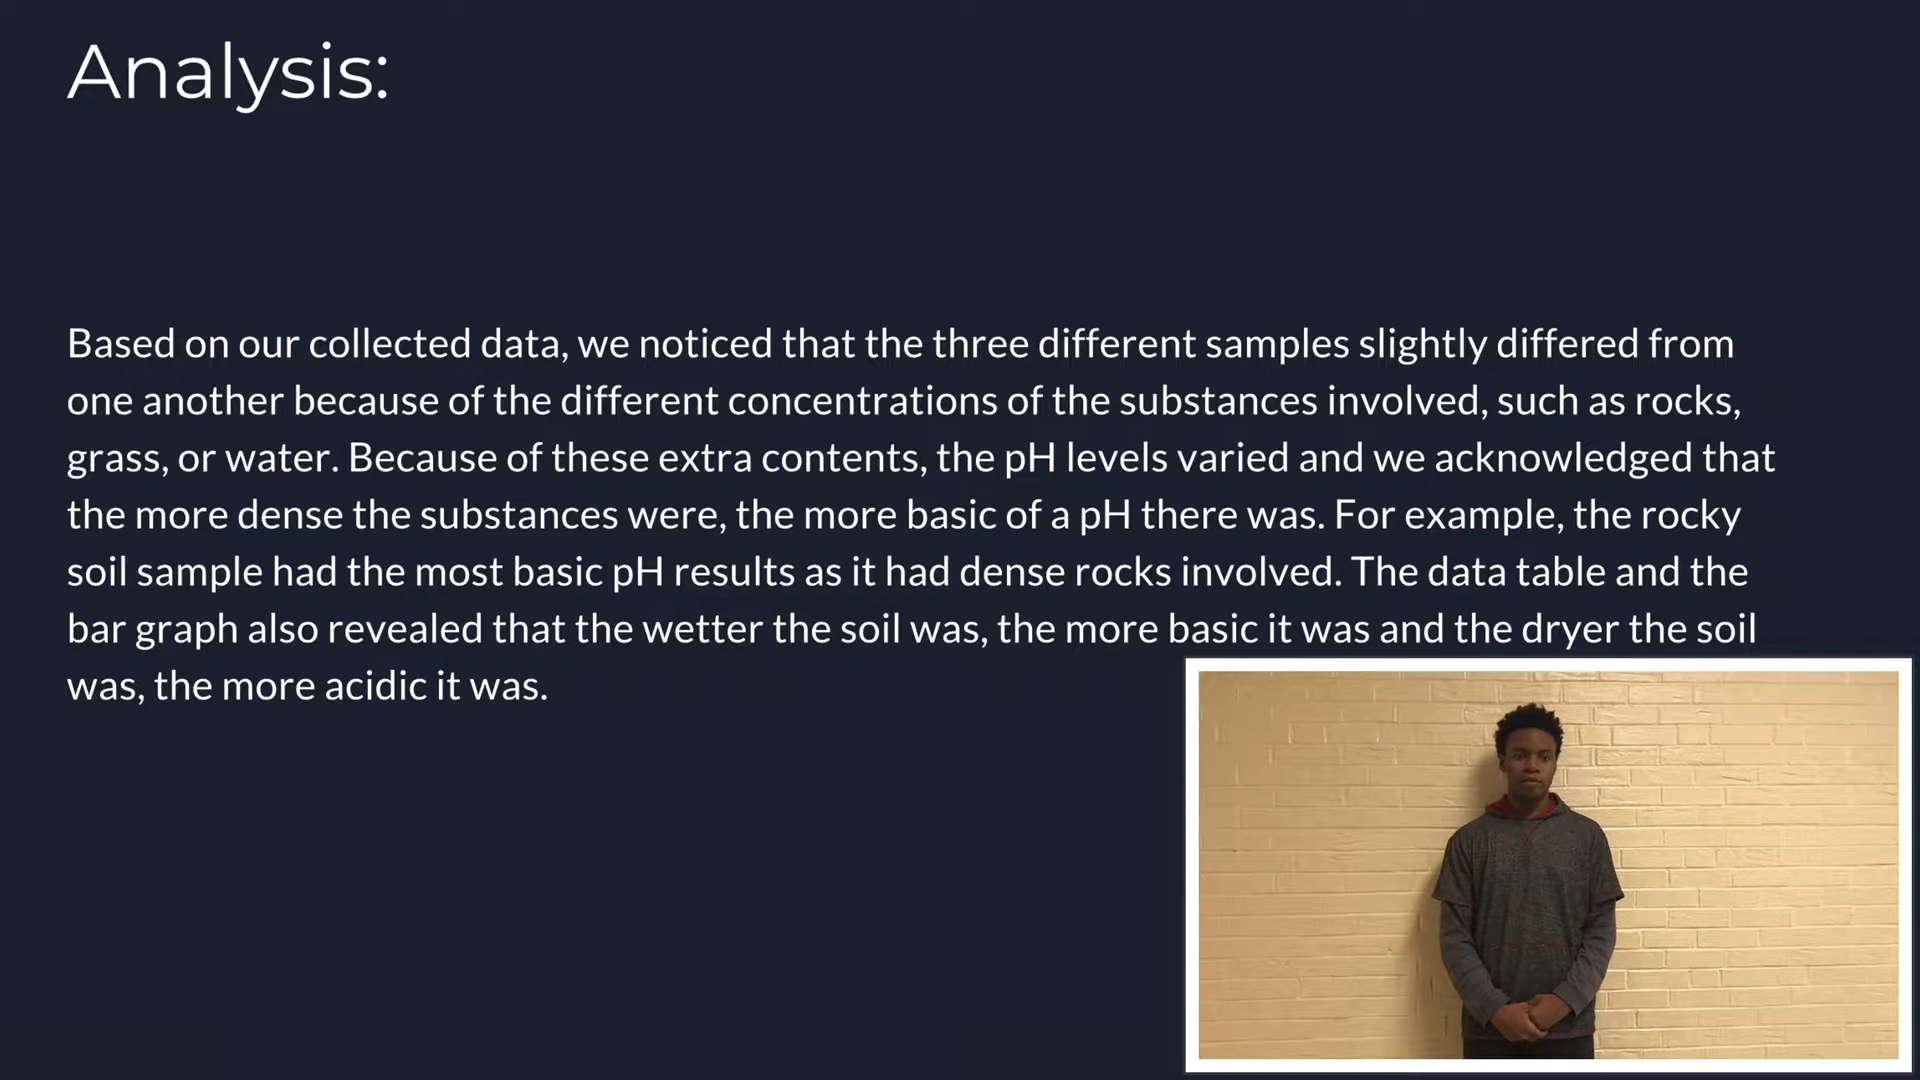 Analysis:
Based on our collected data, we noticed that the three different samples slightly differed from
one another because of the different concentrations of the substances involved, such as rocks,
grass, or water. Because of these extra contents, the pH levels varied and we acknowledged that
the more dense the substances were, the more basic of a pH there was. For example, the rocky
soil sample had the most basic pH results as it had dense rocks involved. The data table and the
bar graph also revealed that the wetter the soil was, the more basic it was and the dryer the soil
was, the more acidic it was.